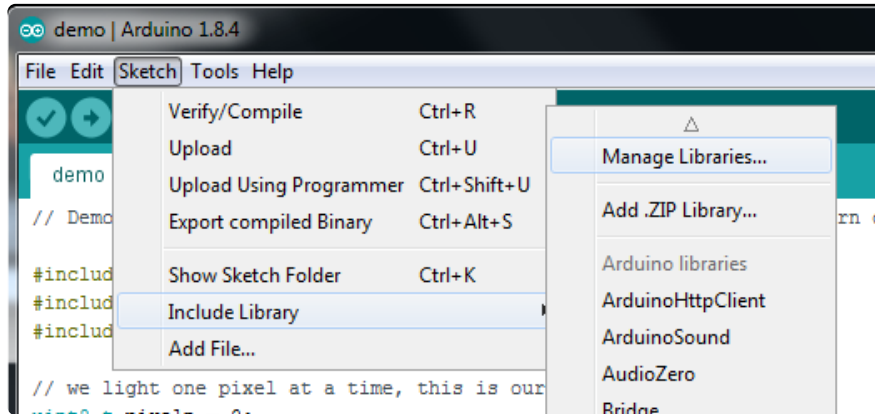 demo | Arduino 1.8.4
File Edit Sketch Tools Help
Verify/Compile Ctrl+R
Upload Ctrl+U
Upload Using Programmer Ctrl+Shift+U
Export compiled Binary Ctrl+Alt+S
Show Sketch Folder Ctrl+K
Include Library
Add File...
Manage Libraries...
Add .ZIP Library...
Arduino libraries
ArduinoHttpClient
ArduinoSound
AudioZero
Bridge
demo
// Demo
rn
#includ
#includ
#includ
// we light one pixel at a time, this is our